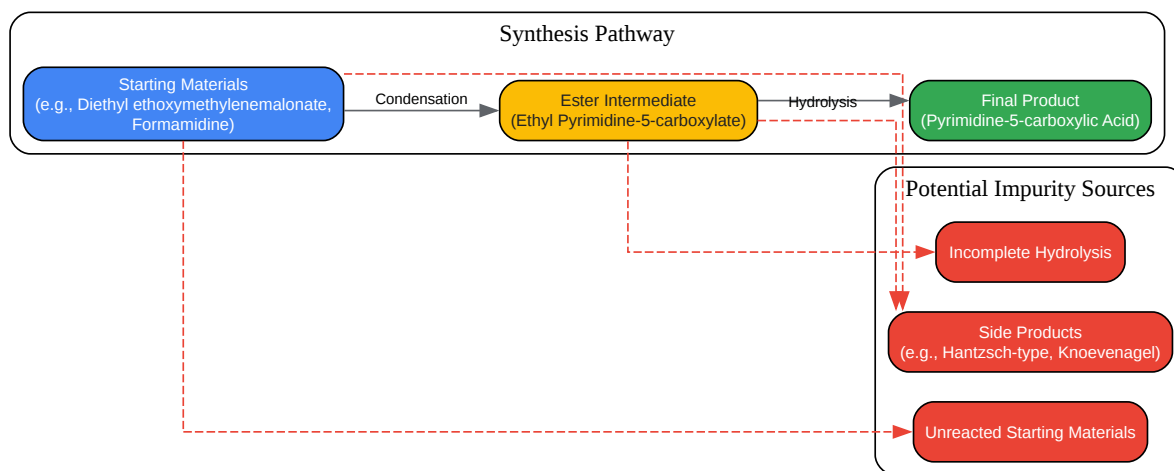 Synthesis Pathway
Starting Materials
(e.g., Diethyl ethoxymethylenemalonate,
Formamidine)
Condensation
Ester Intermediate
(Ethyl Pyrimidine-5-carboxylate)
Hydrolysis
Final Product
(Pyrimidine-5-carboxylic Acid)
Potential Impurity Sources
Incomplete Hydrolysis
Side Products
(e.g., Hantzsch-type, Knoevenagel)
Unreacted Starting Materials